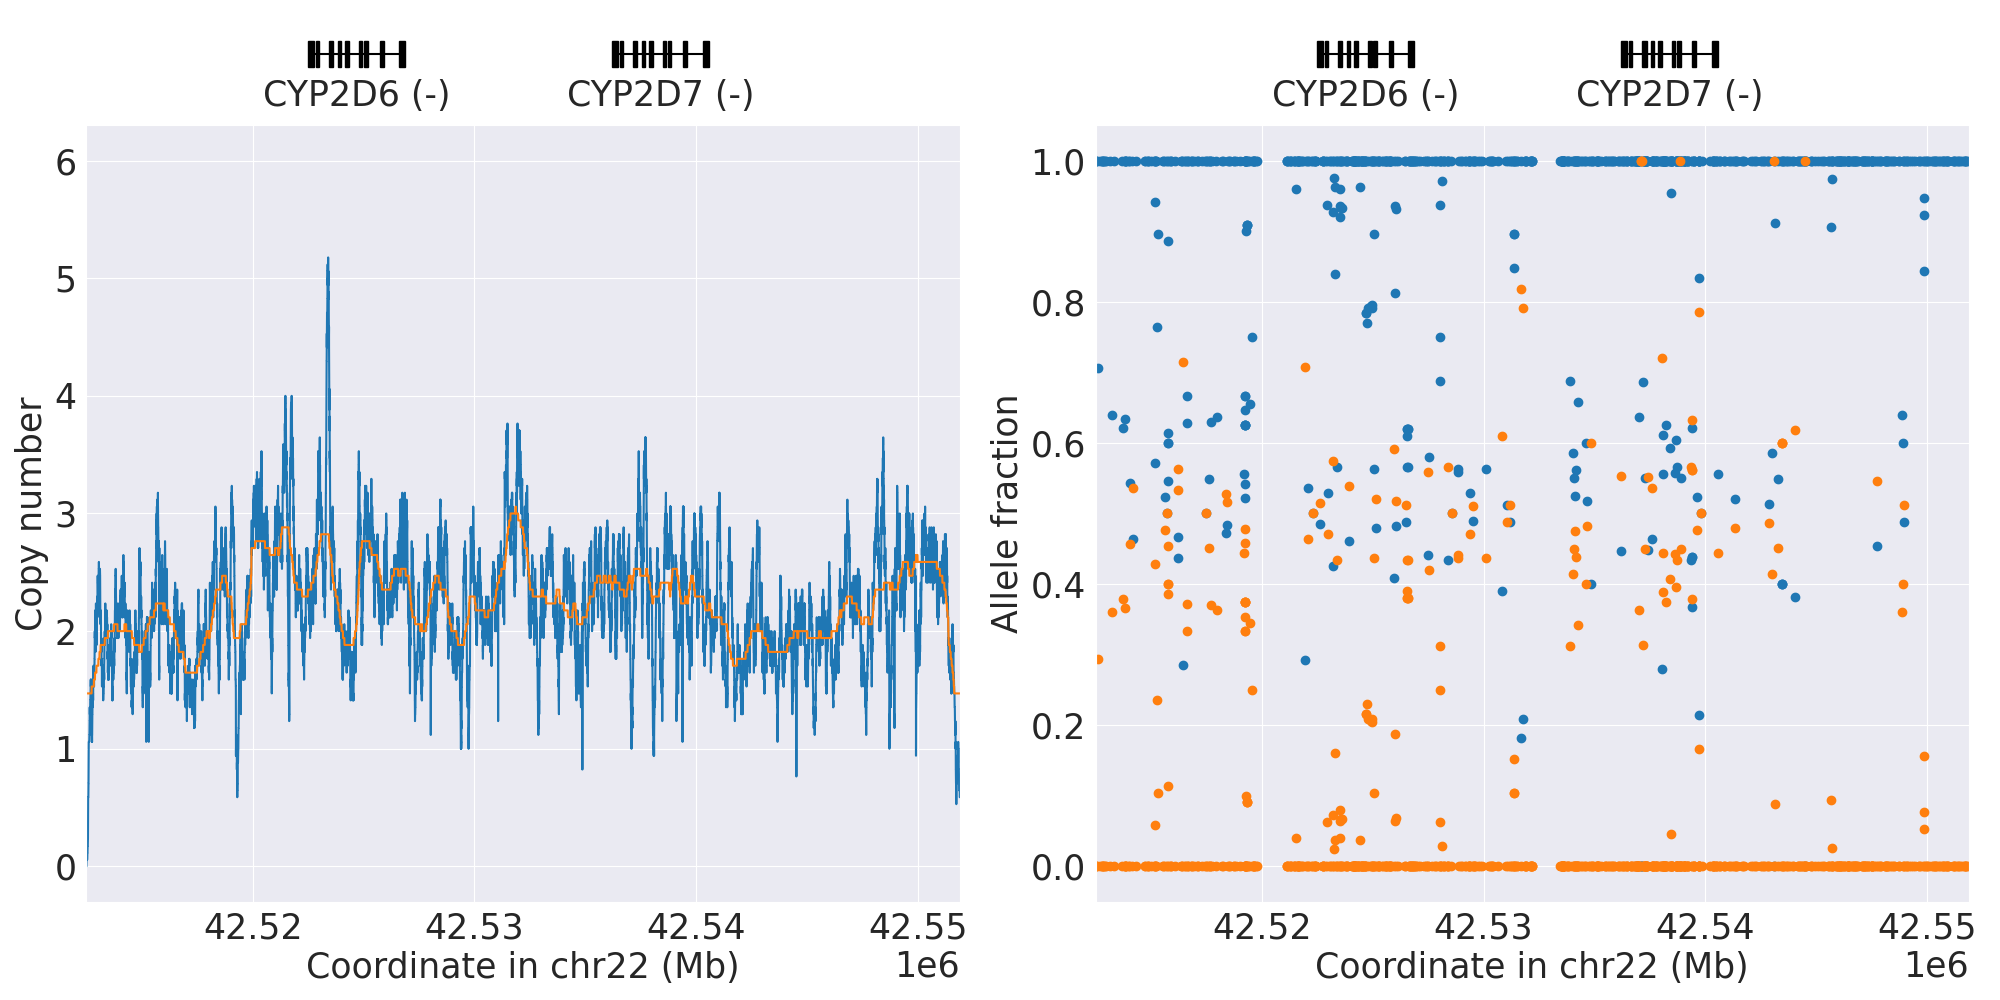 CYP2D6 (-) CYP2D7 (-)
CYP2D6 (-) CYP2D7 (-)
Copy number
6
5
4
3
2
1
0
42.52 42.53 42.54 42.55
Coordinate in chr22 (Mb)
1e6
Allele fraction
1.0
0.8
0.6
0.4
0.2
0.0
42.52 42.53 42.54 42.55
Coordinate in chr22 (Mb)
1e6